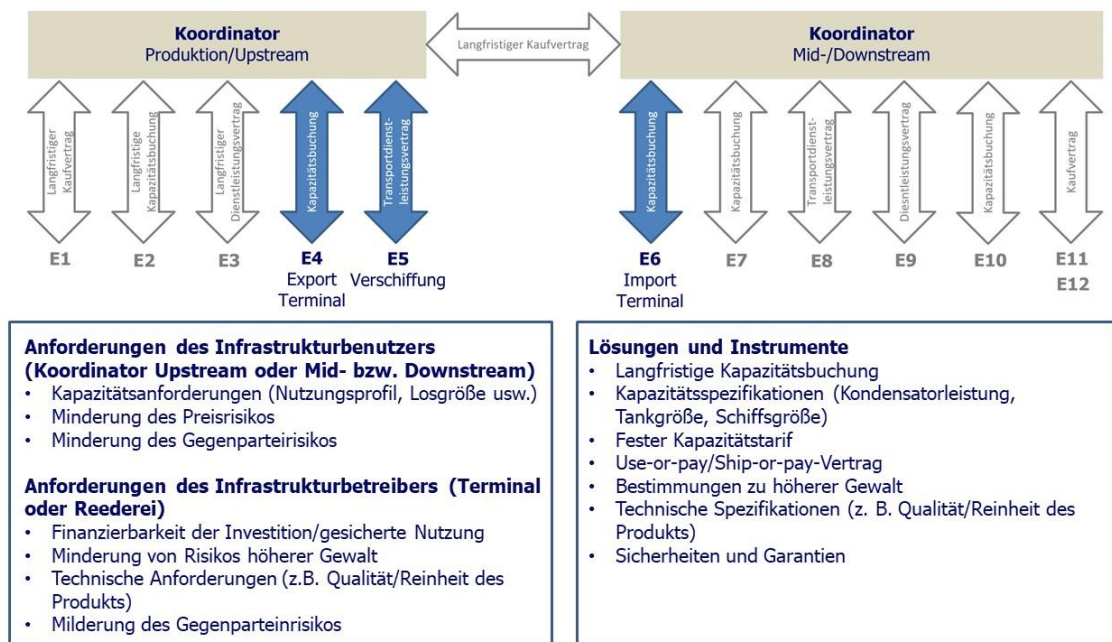 Koordinator
Produktion/Upstream
Langfristiger Kaufvertrag
Koordinator
Mid-/Downstream
Langfristiger
Kaufvertrag
Langfristige
Kapazitätsbuchung
Langfristiger
Dienstleistungsvertrag
Kapazitätsbuchung
Transportdienst-
leistungsvertrag
Kapazitätsbuchung
Kapazitätsbuchung
Transportdienst-
leistungsvertrag
Diesntleistungsvertrag
Kapazitätsbuchung
Kaufvertrag
E1
E2
E3
E4
Export
Terminal
E5
Verschiffung
E6
Import
Terminal
E7
E8
E9
E10
E11
E12
Anforderungen des Infrastrukturbenutzers
(Koordinator Upstream oder Mid- bzw. Downstream)
• Kapazitätsanforderungen (Nutzungsprofil, Losgröße usw.)
• Minderung des Preisrisikos
• Minderung des Gegenparteirisikos
Anforderungen des Infrastrukturbetreibers (Terminal
oder Reederei)
• Finanzierbarkeit der Investition/gesicherte Nutzung
• Minderung von Risikos höherer Gewalt
• Technische Anforderungen (z.B. Qualität/Reinheit des
Produkts)
• Milderung des Gegenparteinrisikos
Lösungen und Instrumente
• Langfristige Kapazitätsbuchung
• Kapazitätsspezifikationen (Kondensatorleistung,
Tankgröße, Schiffsgröße)
• Fester Kapazitätstarif
• Use-or-pay/Ship-or-pay-Vertrag
• Bestimmungen zu höherer Gewalt
• Technische Spezifikationen (z. B. Qualität/Reinheit des
Produkts)
• Sicherheiten und Garantien